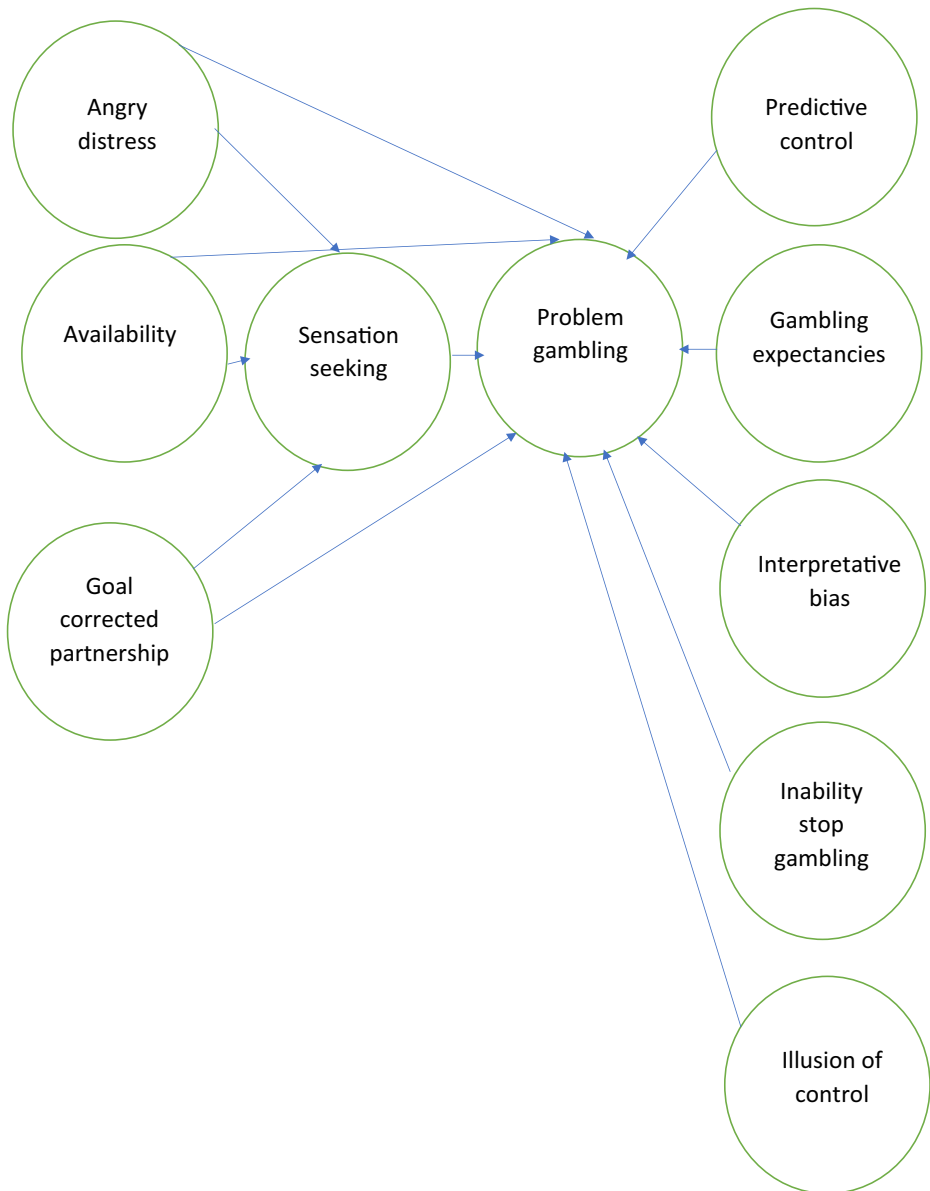 Angry
distress
Predictive
control
Availability
Sensation
seeking
Problem
gambling
Gambling
expectancies
Goal
corrected
partnership
Interpretative
bias
Inability
stop
gambling
Illusion of
control